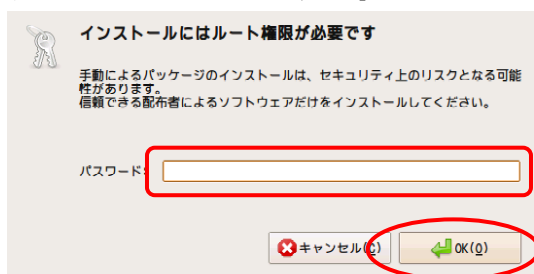 インストールにはルート権限が必要です
手動によるパッケージのインストールは、セキュリティ上のリスクとなる可能
性があります。
信頼できる配布者によるソフトウェアだけをインストールしてください。
パスワード:
キャンセル(C) OK(O)